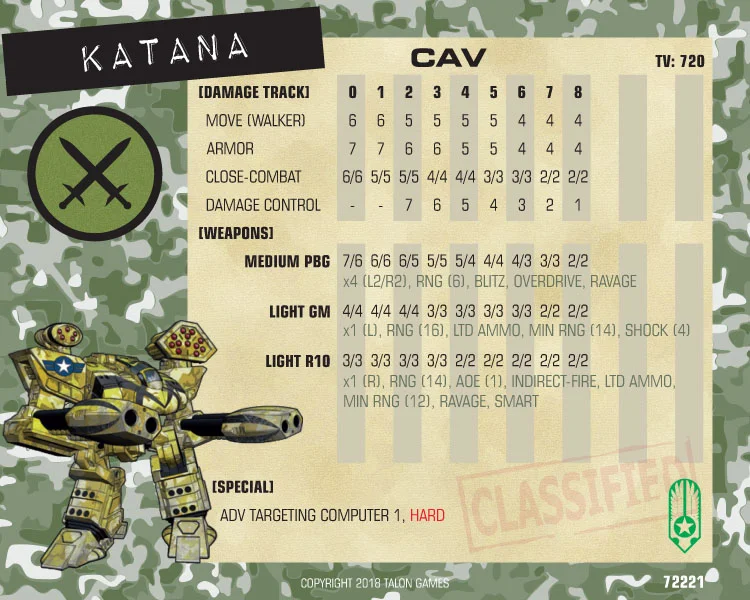 KATANA
CAV
TV: 720
[DAMAGE TRACK] 0 1 2 3 4 5 6 7 8
MOVE (WALKER) 6 6 5 5 5 5 4 4 4
ARMOR 7 7 6 6 5 5 4 4 4
CLOSE-COMBAT 6/6 5/5 5/5 4/4 4/4 3/3 3/3 2/2 2/2
DAMAGE CONTROL - - 7 6 5 4 3 2 1
[WEAPONS]
MEDIUM PBG 7/6 6/6 6/5 5/5 5/4 4/4 4/3 3/3 2/2
x4 (L2/R2), RNG (6), BLITZ, OVERDRIVE, RAVAGE
LIGHT GM 4/4 4/4 4/4 3/3 3/3 3/3 3/3 2/2 2/2
x1 (L), RNG (16), LTD AMMO, MIN RNG (14), SHOCK (4)
LIGHT R10 3/3 3/3 3/3 3/3 2/2 2/2 2/2 2/2 2/2
x1 (R), RNG (14), AOE (1), INDIRECT-FIRE, LTD AMMO,
MIN RNG (12), RAVAGE, SMART
[SPECIAL]
ADV TARGETING COMPUTER 1, HARD
CLASSIFIED
COPYRIGHT 2018 TALON GAMES
72221